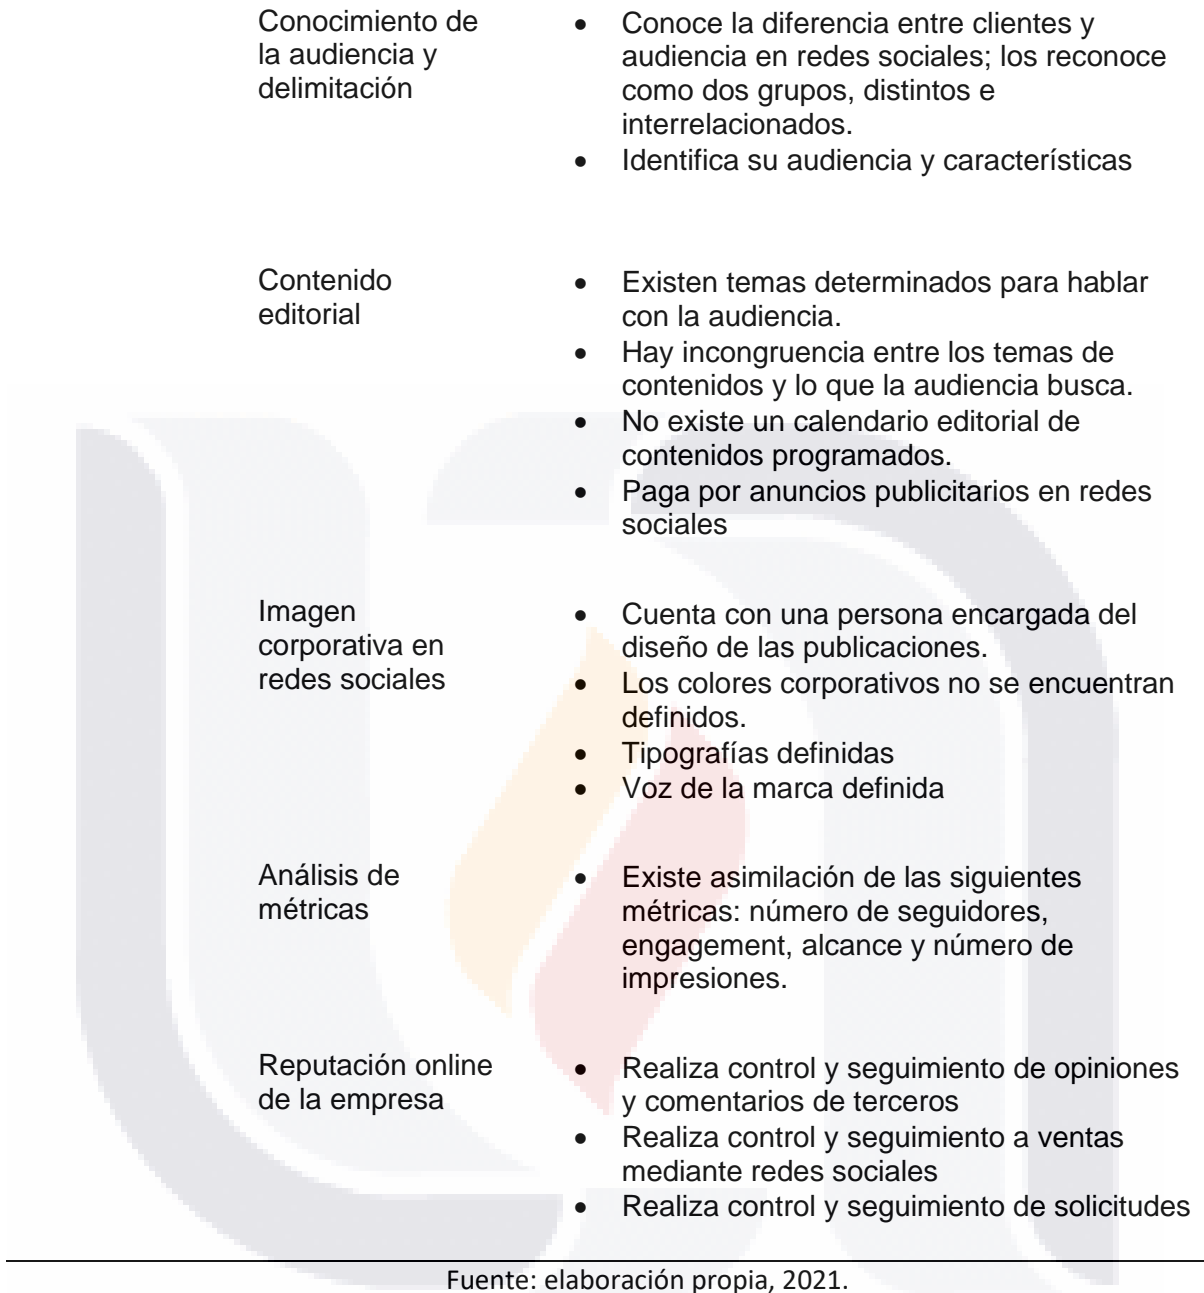 Conocimiento de
la audiencia y
delimitación
• Conoce la diferencia entre clientes y
audiencia en redes sociales; los reconoce
como dos grupos, distintos e
interrelacionados.
• Identifica su audiencia y características
Contenido
editorial
• Existen temas determinados para hablar
con la audiencia.
• Hay incongruencia entre los temas de
contenidos y lo que la audiencia busca.
• No existe un calendario editorial de
contenidos programados.
• Paga por anuncios publicitarios en redes
sociales
Imagen
corporativa en
redes sociales
• Cuenta con una persona encargada del
diseño de las publicaciones.
• Los colores corporativos no se encuentran
definidos.
• Tipografías definidas
• Voz de la marca definida
Análisis de
métricas
• Existe asimilación de las siguientes
métricas: número de seguidores,
engagement, alcance y número de
impresiones.
Reputación online
de la empresa
• Realiza control y seguimiento de opiniones
y comentarios de terceros
• Realiza control y seguimiento a ventas
mediante redes sociales
• Realiza control y seguimiento de solicitudes
Fuente: elaboración propia, 2021.